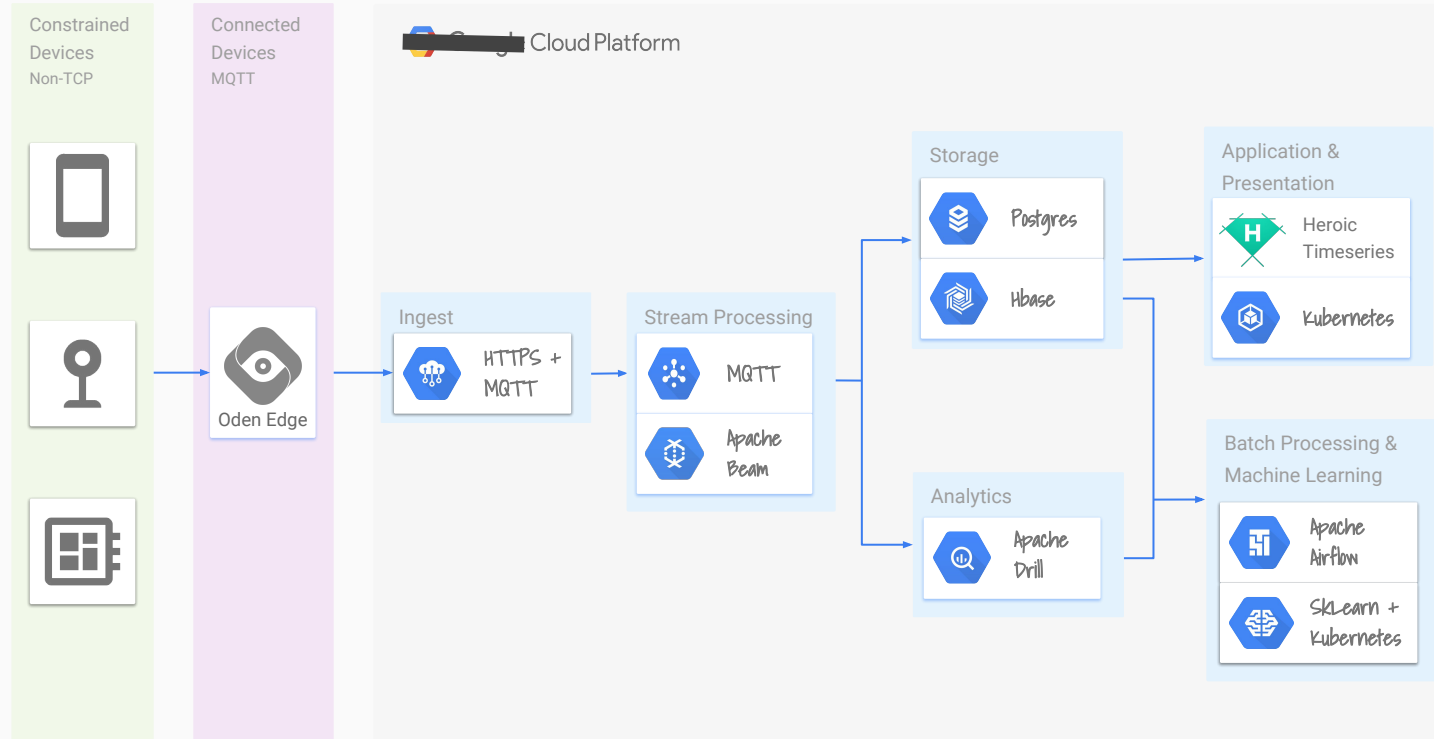 Constrained
Devices
Non-TCP
Connected
Devices
MQTT
Cloud Platform
Oden Edge
Ingest
HTTPS +
MQTT
Stream Processing
MQTT
Apache
Beam
Storage
Postgres
Hbase
Analytics
Apache
Drill
Application &
Presentation
H
Heroic
Timeseries
Kubernetes
Batch Processing &
Machine Learning
Apache
Airflow
SkLearn +
Kubernetes